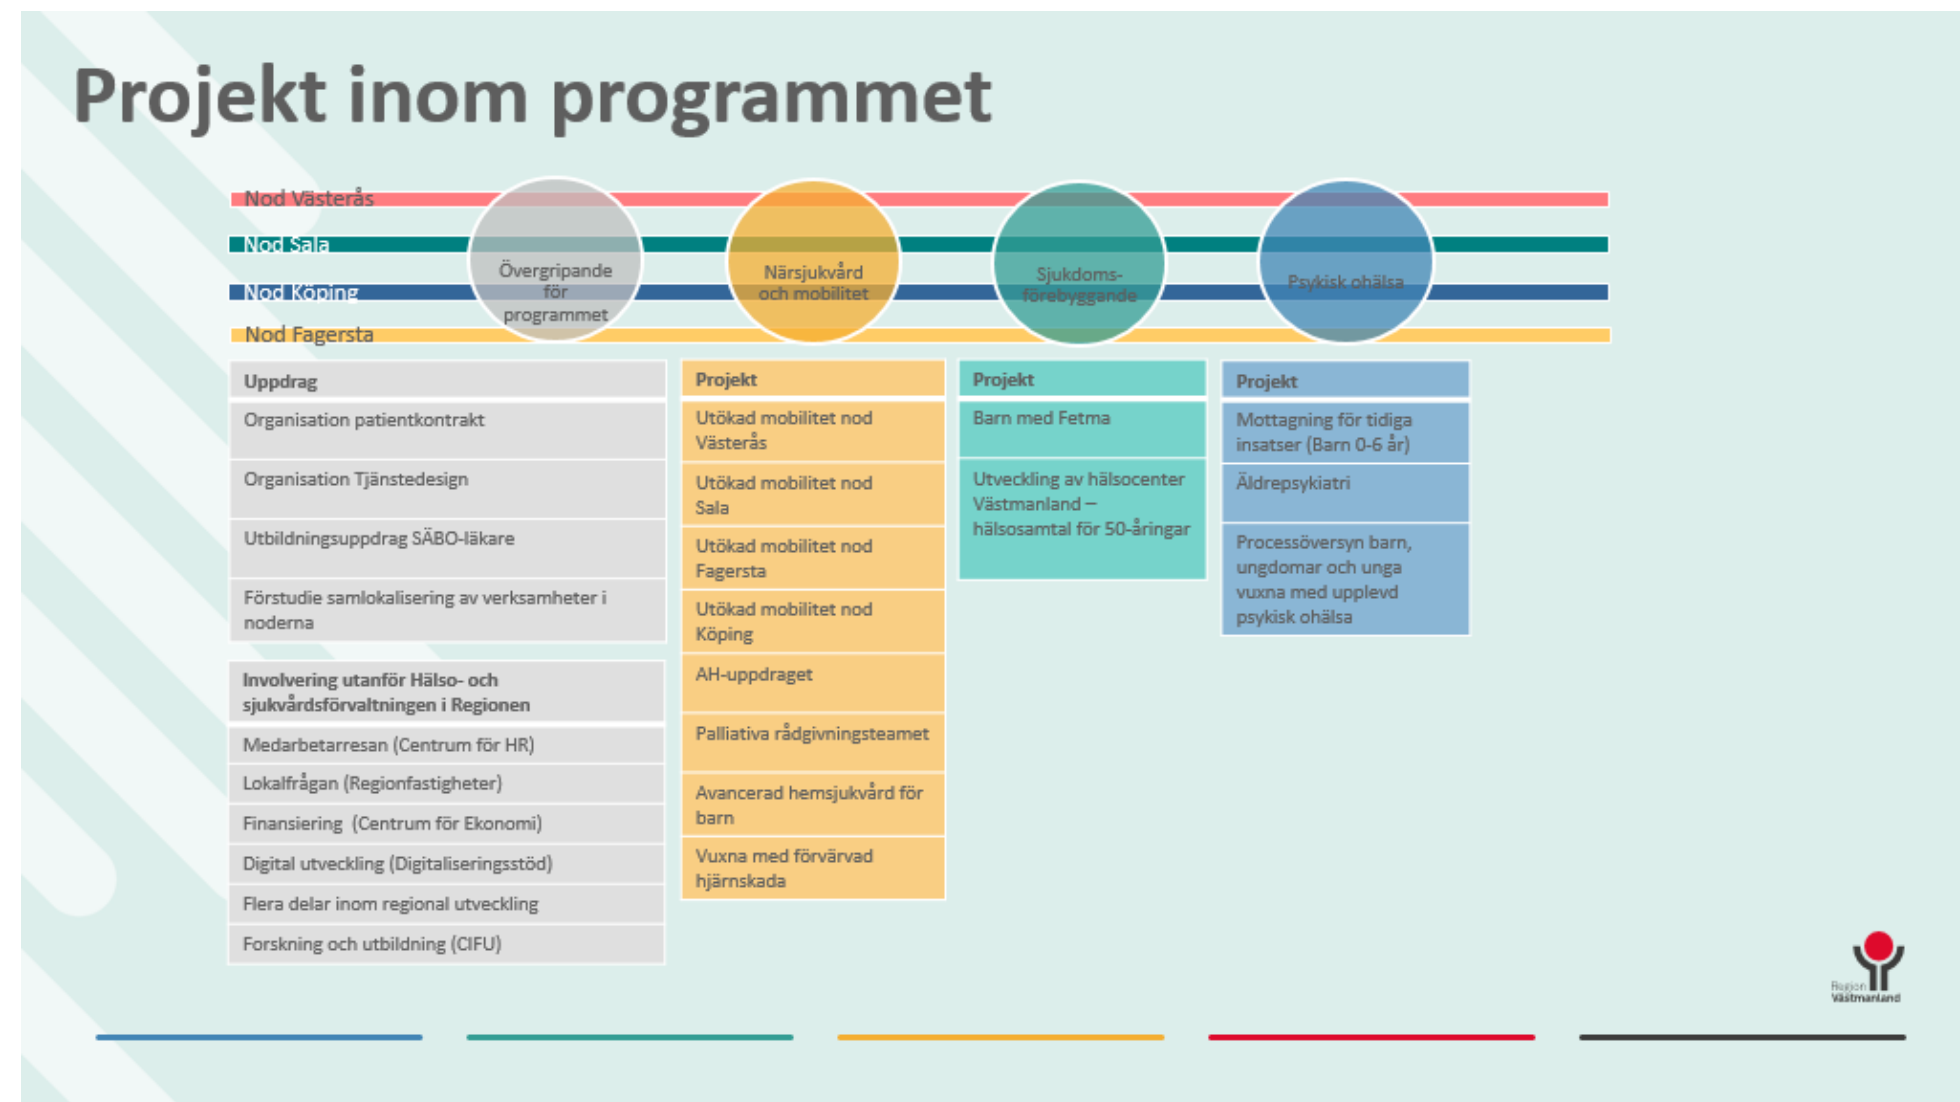 Projekt inom programmet
Nod Västerås
Nod Sala
Nod Köping
Nod Fagersta
Övergripande
för
programmet
Närsjukvård
och mobilitet
Sjukdoms-
förebyggande
Psykisk ohälsa
Uppdrag
Organisation patientkontrakt
Organisation Tjänstedesign
Utbildningsuppdrag SÄBO-läkare
Förstudie samlokalisering av verksamheter i
noderna
Involvering utanför Hälso- och
sjukvårdsförvaltningen i Regionen
Medarbetarresan (Centrum för HR)
Lokalfrågan (Regionfastigheter)
Finansiering  (Centrum för Ekonomi)
Digital utveckling (Digitaliseringsstöd)
Flera delar inom regional utveckling
Forskning och utbildning (CIFU)
Projekt
Utökad mobilitet nod
Västerås
Utökad mobilitet nod
Sala
Utökad mobilitet nod
Fagersta
Utökad mobilitet nod
Köping
AH-uppdraget
Palliativa rådgivningsteamet
Avancerad hemsjukvård för
barn
Vuxna med förvärvad
hjärnskada
Projekt
Barn med Fetma
Utveckling av hälsocenter
Västmanland –
hälsosamtal för 50-åringar
Projekt
Mottagning för tidiga
insatser (Barn 0-6 år)
Äldrepsykiatri
Processöversyn barn,
ungdomar och unga
vuxna med upplevd
psykisk ohälsa
Region
Västmanland